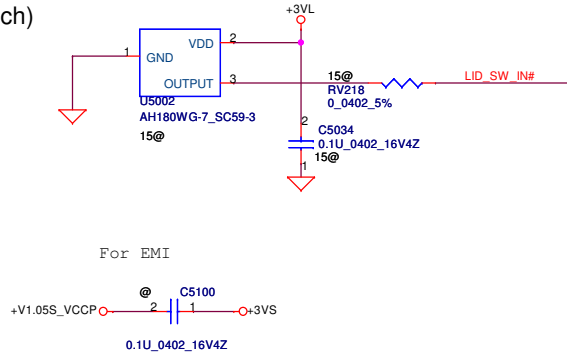 ch)
+3VL
1
GND
VDD
2
OUTPUT
3
U5002
AH180WG-7_SC59-3
15@
15@
RV218
0_0402_5%
LID_SW_IN#
2
C5034
0.1U_0402_16V4Z
15@
1
For EMI
@
C5100
+V1.05S_VCCP
2
1
+3VS
0.1U_0402_16V4Z